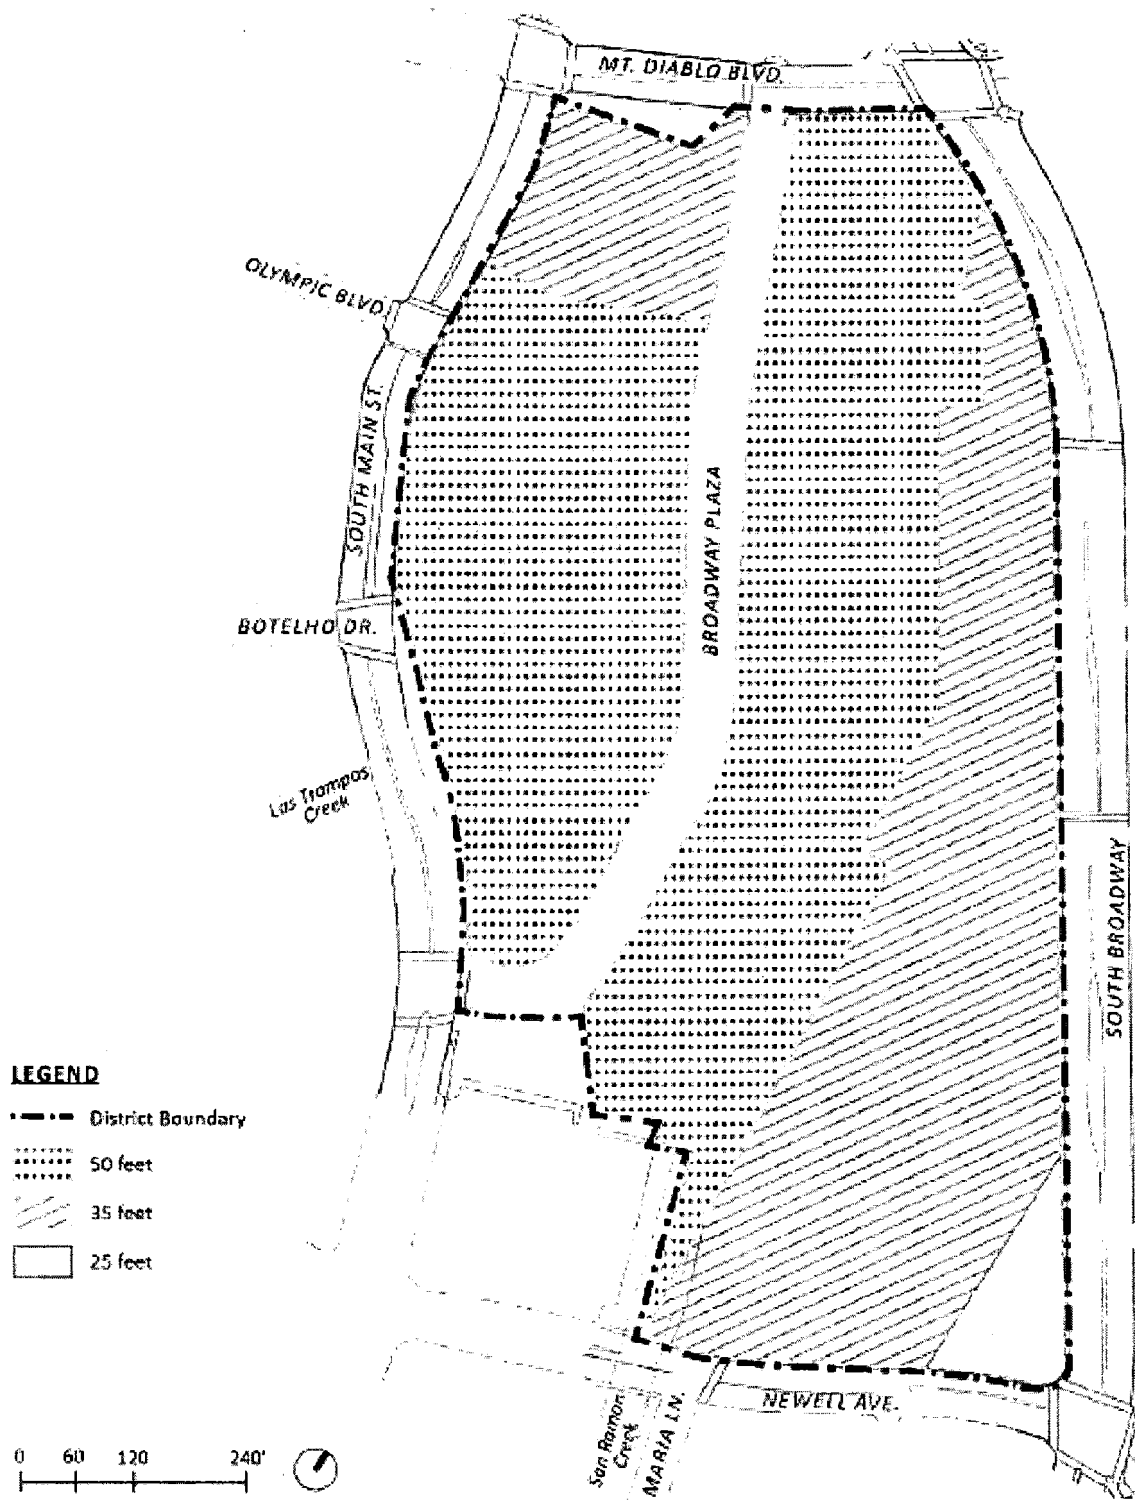 MT. DIABLO BLVD.
OLYMPIC BLVD.
SOUTH MAIN ST.
BROADWAY PLAZA
BOTELHO DR.
Las Trampas
Creek
SOUTH BROADWAY
LEGEND
District Boundary
50 feet
35 feet
25 feet
NEWELL AVE.
San Ramon
Creek
MARIA LN.
0 60 120 240'